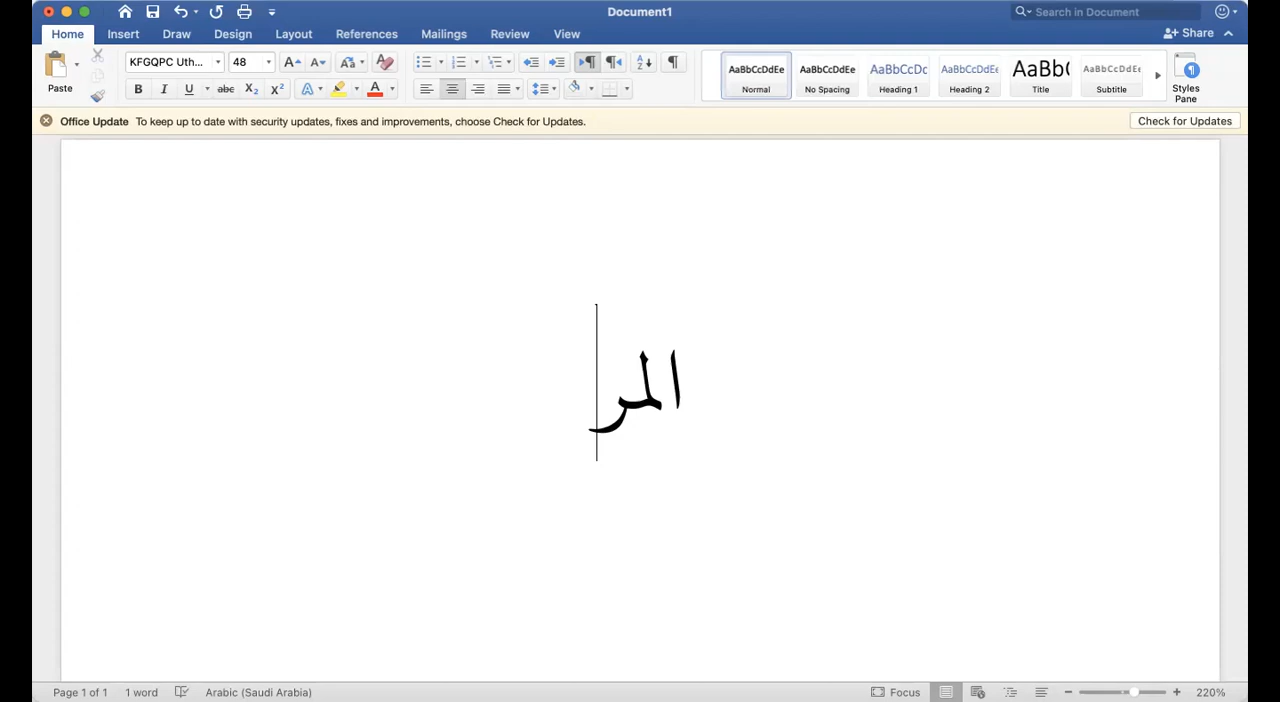 Document1
Search in Document
Home Insert Draw Design Layout References Mailings Review View
Share
Paste
KFGQPC Uth... 48
B I U abc X₂ X²
AaBbCcDdEe AaBbCcDdEe AaBbCcDc AaBbCcDdEe AaBb( AaBbCcDdEe
Normal No Spacing Heading 1 Heading 2 Title Subtitle
Styles
Pane
Office Update To keep up to date with security updates, fixes and improvements, choose Check for Updates.
Check for Updates
المر
Page 1 of 1 1 word Arabic (Saudi Arabia) Focus 220%